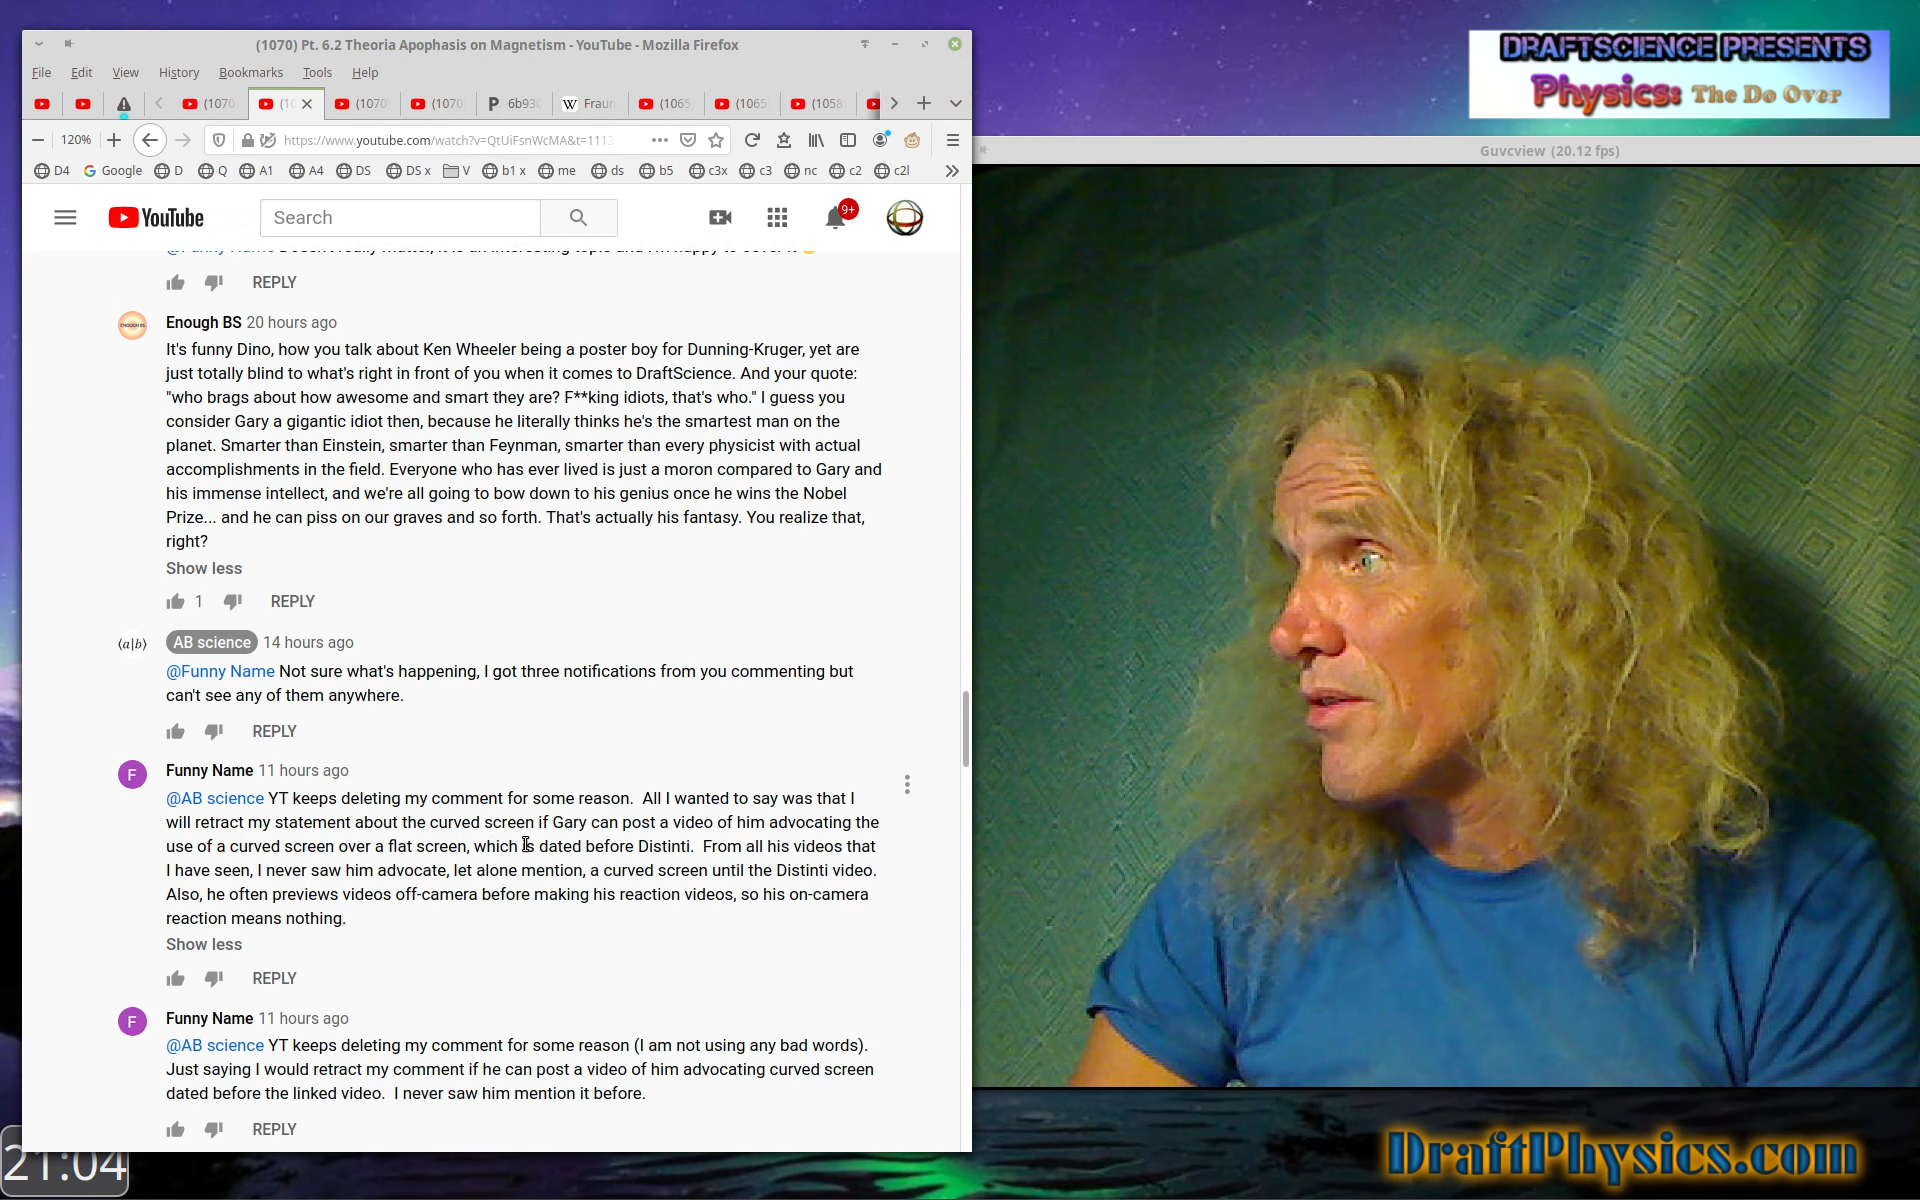 (1070) Pt. 6.2 Theoria Apophasis on Magnetism - YouTube - Mozilla Firefox
File Edit View History Bookmarks Tools Help
(1070 (10 (1070 (1070 6b930 W Fraun (1065 (1065 (1058
120% https://www.youtube.com/watch?v=QtUiFsnWcMA&t=1113
D4 Google D Q A1 A4 DS DS x V b1 x me ds b5 c3x c3 nc c2 c2l
YouTube Search 9+
REPLY
Enough BS 20 hours ago
It's funny Dino, how you talk about Ken Wheeler being a poster boy for Dunning-Kruger, yet are
just totally blind to what's right in front of you when it comes to DraftScience. And your quote:
"who brags about how awesome and smart they are? F**king idiots, that's who." I guess you
consider Gary a gigantic idiot then, because he literally thinks he's the smartest man on the
planet. Smarter than Einstein, smarter than Feynman, smarter than every physicist with actual
accomplishments in the field. Everyone who has ever lived is just a moron compared to Gary and
his immense intellect, and we're all going to bow down to his genius once he wins the Nobel
Prize... and he can piss on our graves and so forth. That's actually his fantasy. You realize that,
right?
Show less
1 REPLY
(a|b) AB science 14 hours ago
@Funny Name Not sure what's happening, I got three notifications from you commenting but
can't see any of them anywhere.
REPLY
F Funny Name 11 hours ago
@AB science YT keeps deleting my comment for some reason.  All I wanted to say was that I
will retract my statement about the curved screen if Gary can post a video of him advocating the
use of a curved screen over a flat screen, which is dated before Distinti.  From all his videos that
I have seen, I never saw him advocate, let alone mention, a curved screen until the Distinti video.
Also, he often previews videos off-camera before making his reaction videos, so his on-camera
reaction means nothing.
Show less
REPLY
F Funny Name 11 hours ago
@AB science YT keeps deleting my comment for some reason (I am not using any bad words).
Just saying I would retract my comment if he can post a video of him advocating curved screen
dated before the linked video.  I never saw him mention it before.
REPLY
21:04
DRAFTSCIENCE PRESENTS
Physics: The Do Over
Guvcview (20.12 fps)
DraftPhysics.com